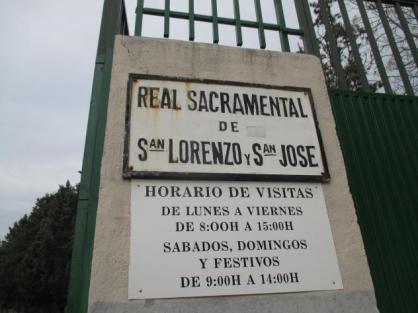 REAL SACRAMENTAL
DE
SAN LORENZO Y SAN JOSE
HORARIO DE VISITAS
DE LUNES A VIERNES
DE 8:00H A 15:00H
SABADOS, DOMINGOS
Y FESTIVOS
DE 9:00H A 14:00H